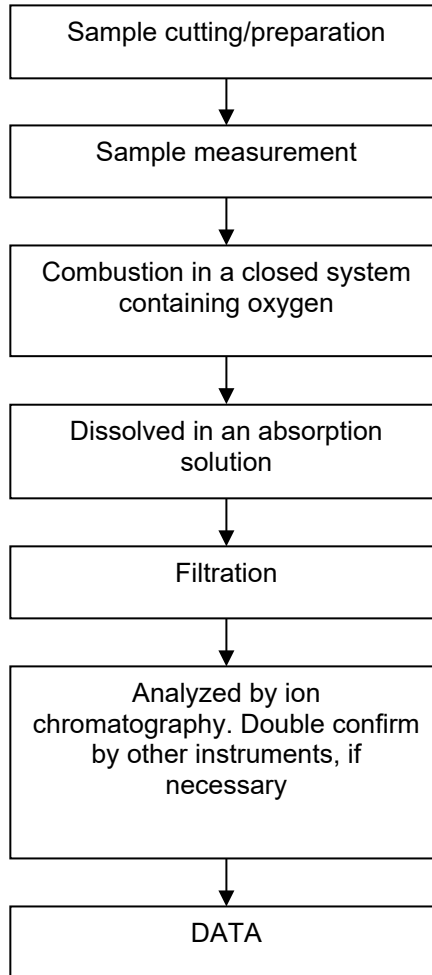 Sample cutting/preparation
Sample measurement
Combustion in a closed system
containing oxygen
Dissolved in an absorption
solution
Filtration
Analyzed by ion
chromatography. Double confirm
by other instruments, if
necessary
DATA